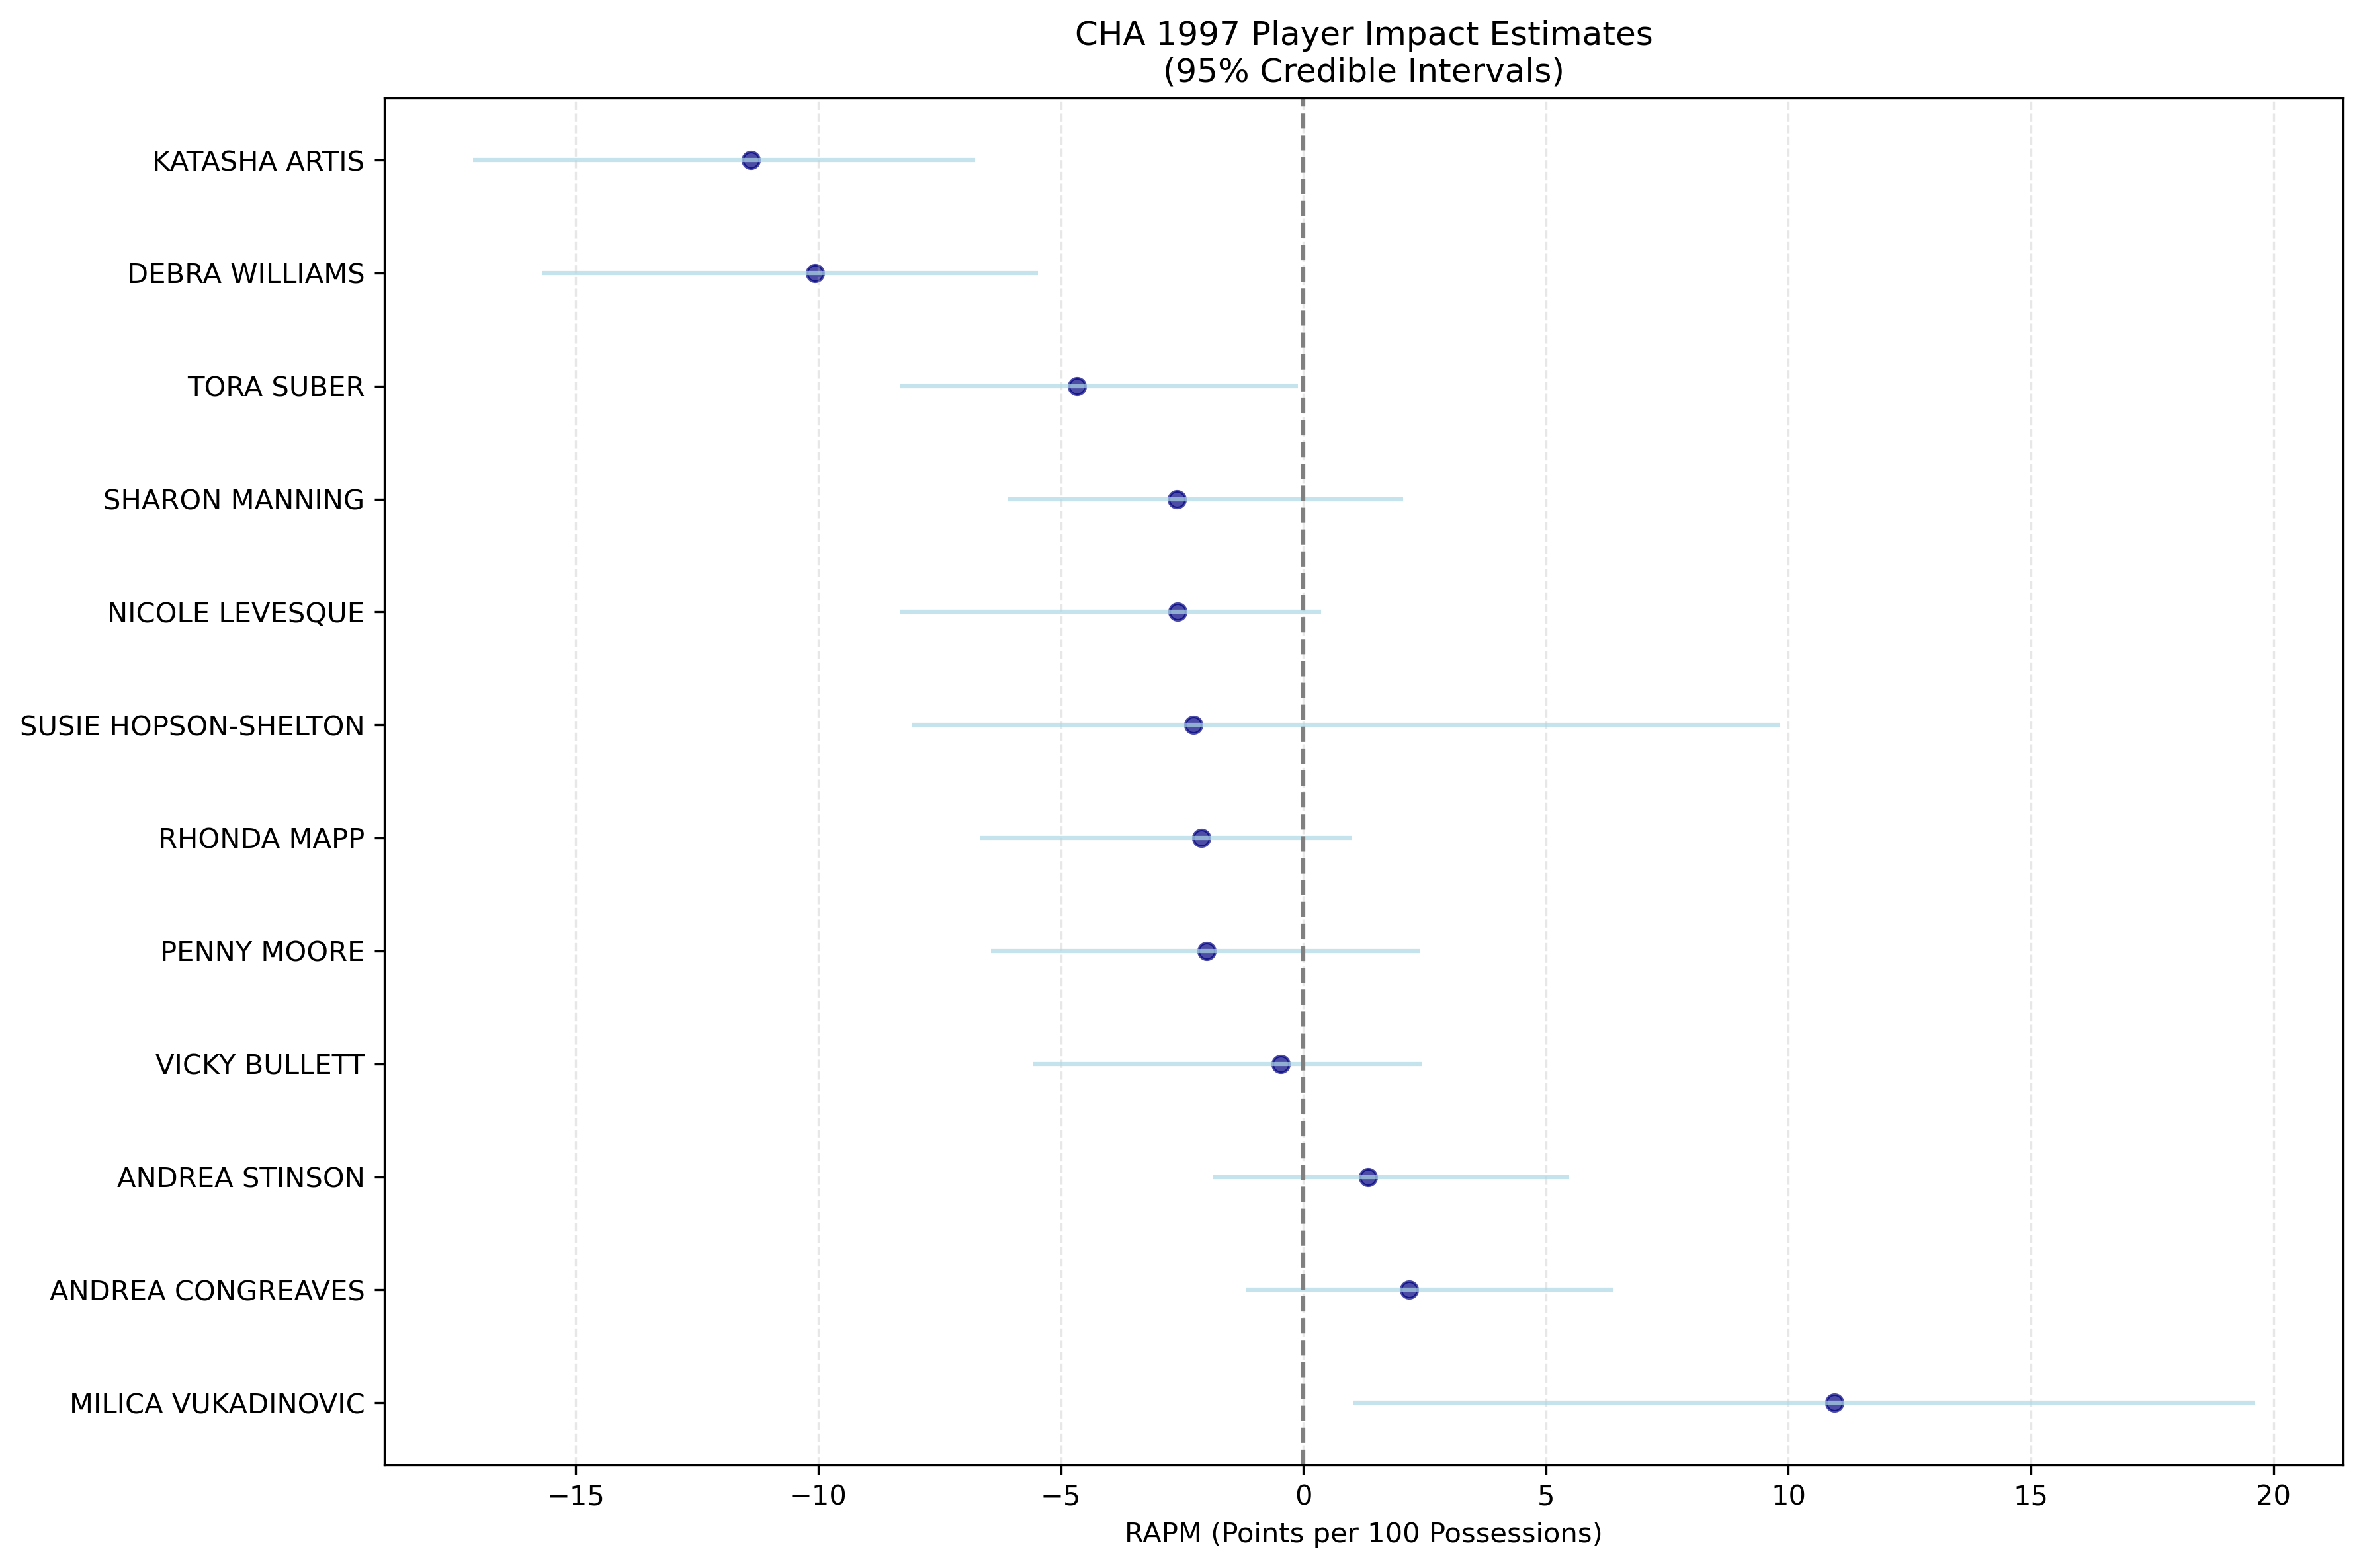 CHA 1997 Player Impact Estimates
(95% Credible Intervals)
KATASHA ARTIS
DEBRA WILLIAMS
TORA SUBER
SHARON MANNING
NICOLE LEVESQUE
SUSIE HOPSON-SHELTON
RHONDA MAPP
PENNY MOORE
VICKY BULLETT
ANDREA STINSON
ANDREA CONGREAVES
MILICA VUKADINOVIC
−15 −10 −5 0 5 10 15 20
RAPM (Points per 100 Possessions)